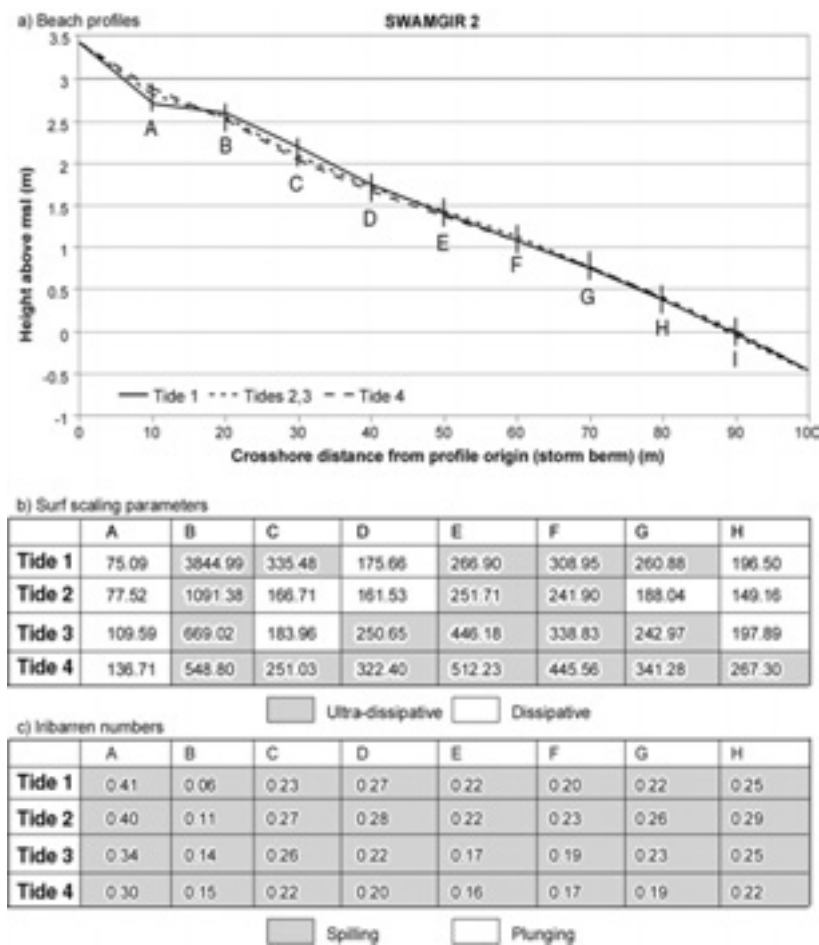 a) Beach profiles SWAMGIR 2
3.5
3
2.5
2
1.5
1
0.5
0
-0.5
-1
Height above msl (m)
A
B
C
D
E
F
G
H
I
Tide 1 Tides 2,3 Tide 4
0 10 20 30 40 50 60 70 80 90 100
Crosshore distance from profile origin (storm berm) (m)
b) Surf scaling parameters
A B C D E F G H
Tide 1 75.09 3844.99 335.48 175.66 266.90 308.95 260.88 196.50
Tide 2 77.52 1091.38 166.71 161.53 251.71 241.90 188.04 149.16
Tide 3 109.59 669.02 183.96 250.65 446.18 338.83 242.97 197.89
Tide 4 136.71 548.80 251.03 322.40 512.23 445.56 341.28 267.30
Ultra-dissipative Dissipative
c) Iribarren numbers
A B C D E F G H
Tide 1 0.41 0.06 0.23 0.27 0.22 0.20 0.22 0.25
Tide 2 0.40 0.11 0.27 0.28 0.22 0.23 0.26 0.29
Tide 3 0.34 0.14 0.26 0.22 0.17 0.19 0.23 0.25
Tide 4 0.30 0.15 0.22 0.20 0.16 0.17 0.19 0.22
Spilling Plunging